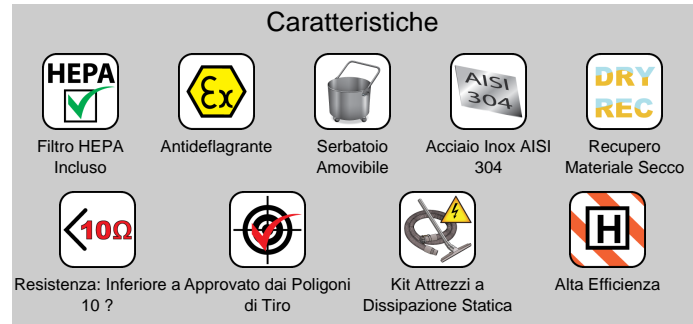 Caratteristiche
HEPA
Ex
AISI
304
DRY
REC
Filtro HEPA
Incluso
Antideflagrante
Serbatoio
Amovibile
Acciaio Inox AISI
304
Recupero
Materiale Secco
<10Ω
H
Resistenza: Inferiore a
10 ?
Approvato dai Poligoni
di Tiro
Kit Attrezzi a
Dissipazione Statica
Alta Efficienza